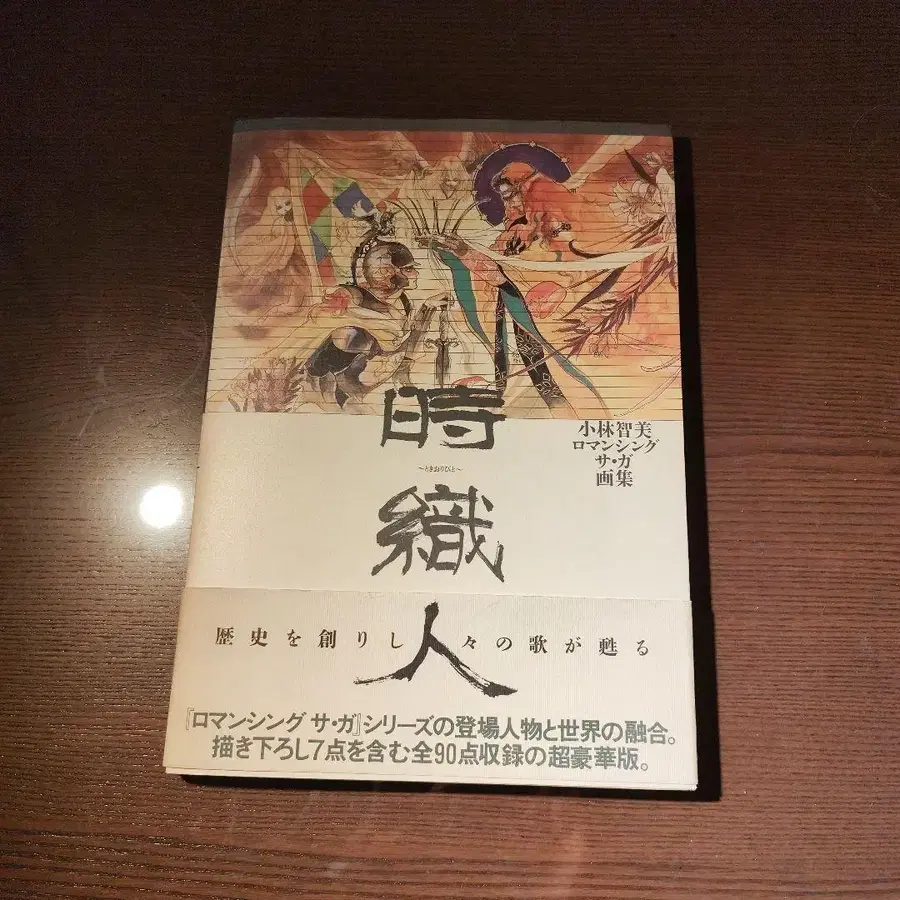 時織人
~ときおりびと~
小林智美
ロマンシング
サ・ガ
画集
歴史を創りし人々の歌が甦る
『ロマンシング サ・ガ』シリーズの登場人物と世界の融合。
描き下ろし7点を含む全90点収録の超豪華版。